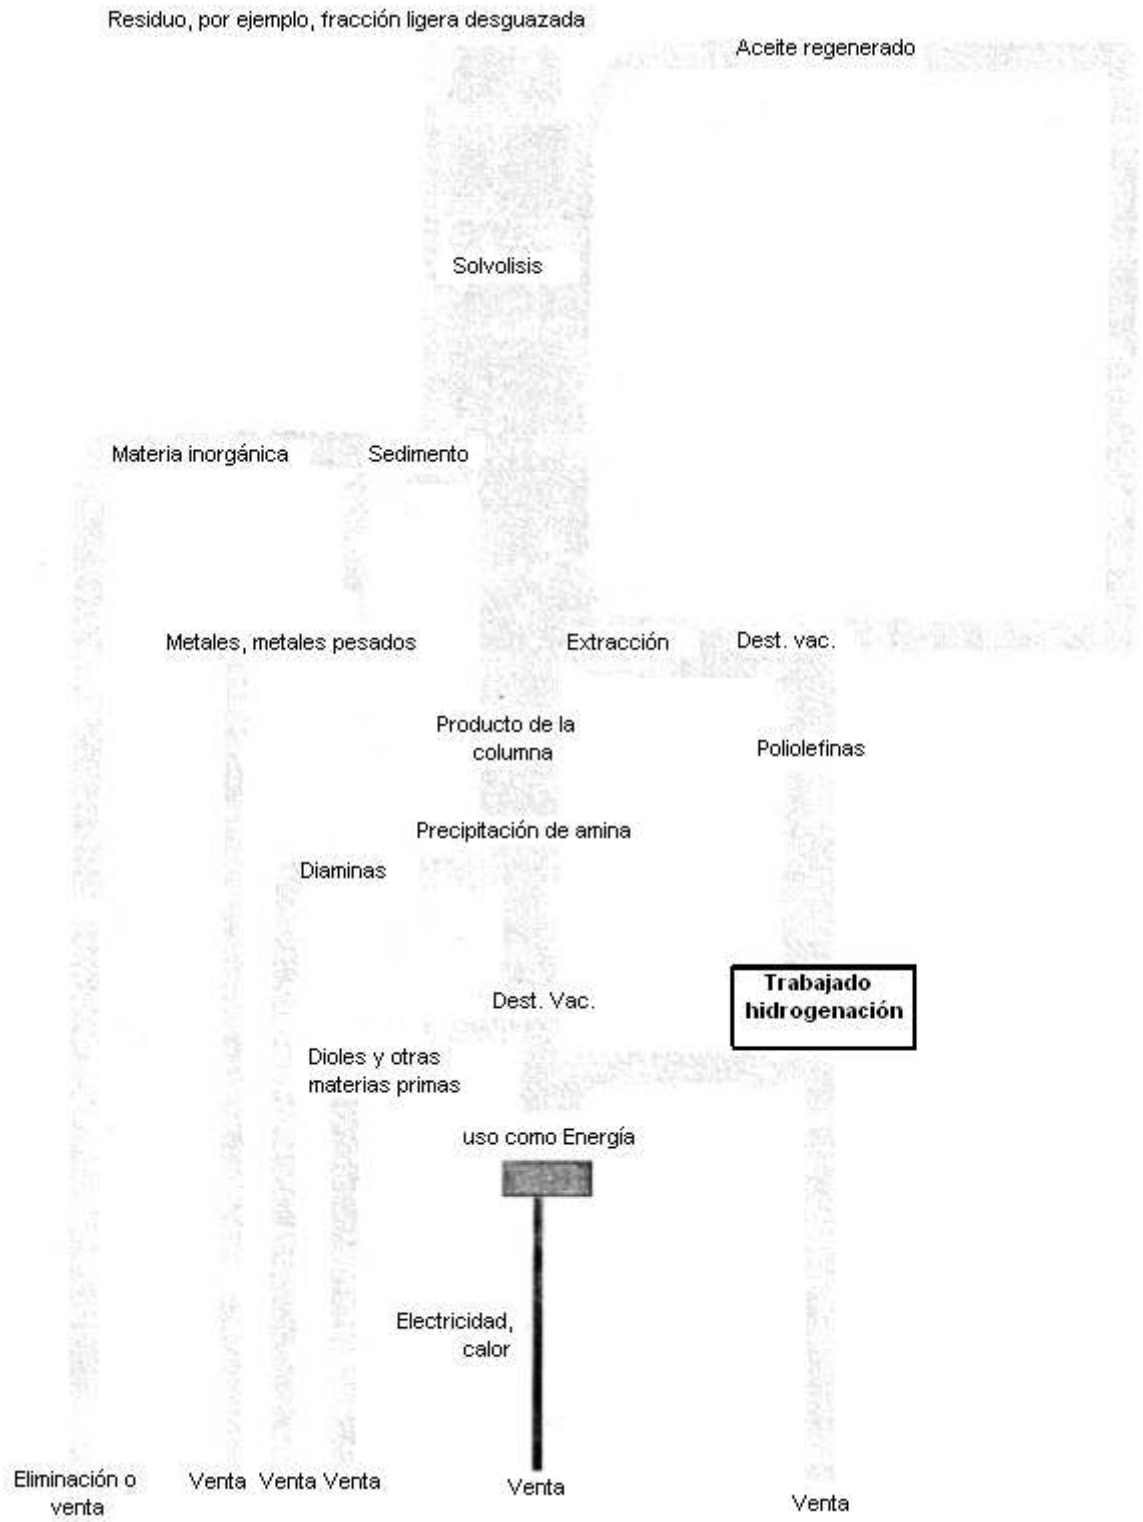 Residuo, por ejemplo, fracción ligera desguazada
Aceite regenerado
Solvolisis
Materia inorgánica
Sedimento
Metales, metales pesados
Extracción
Dest. vac.
Producto de la
columna
Poliolefinas
Precipitación de amina
Diaminas
Trabajado
hidrogenación
Dest. Vac.
Dioles y otras
materias primas
uso como Energía
Electricidad,
calor
Eliminación o
venta
Venta
Venta
Venta
Venta
Venta